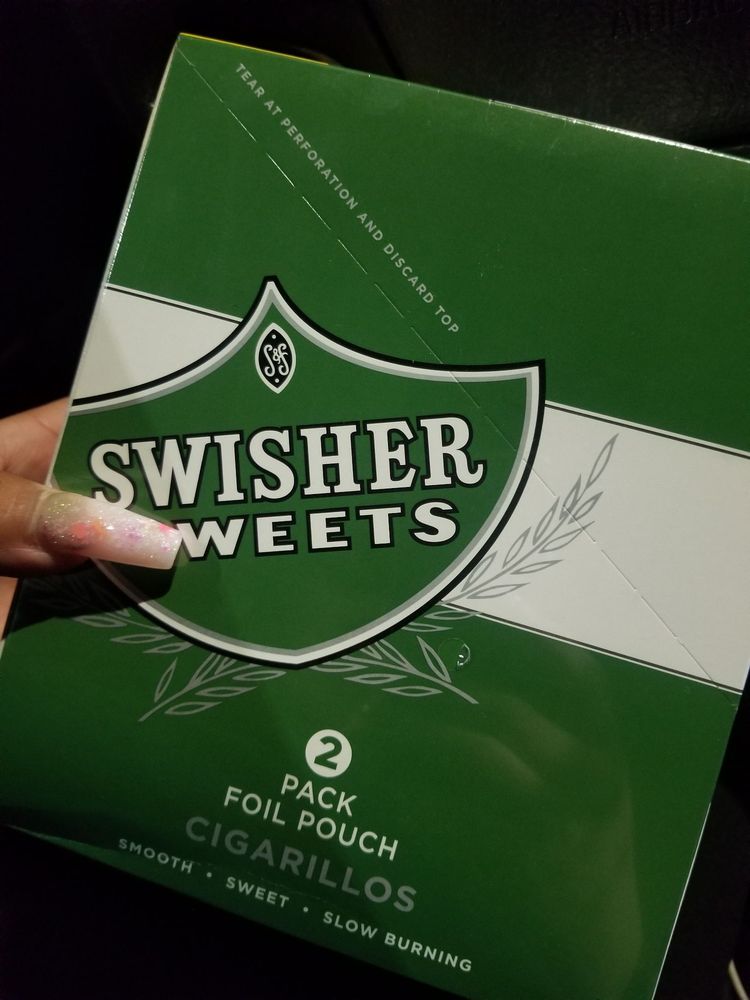 TEAR AT PERFORATION AND DISCARD TOP
S&S
SWISHER
WEETS
2
PACK
FOIL POUCH
CIGARILLOS
SMOOTH • SWEET • SLOW BURNING